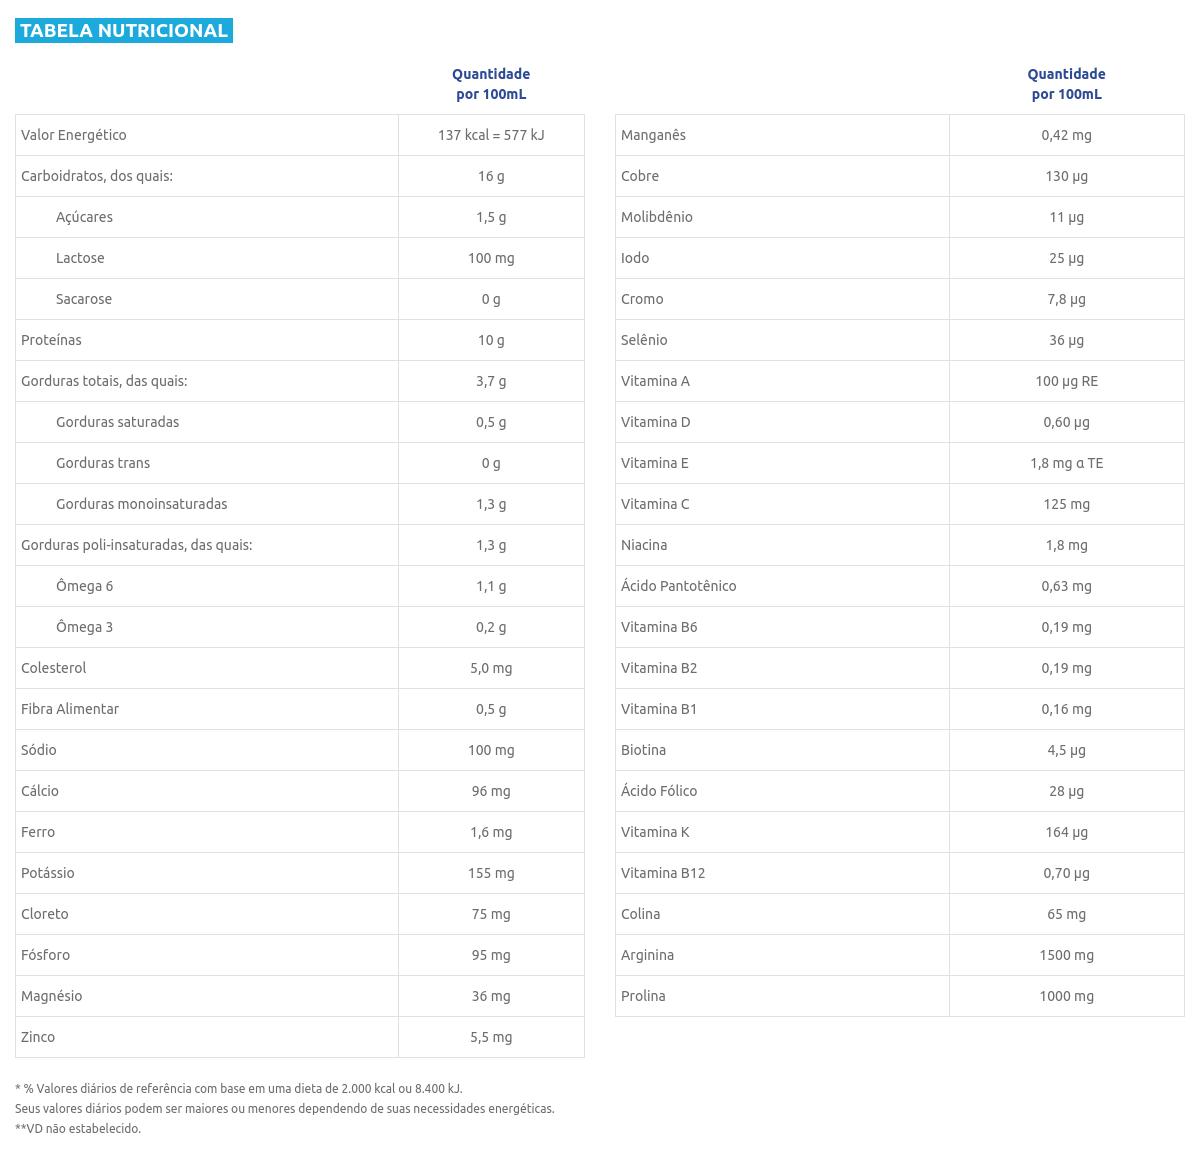 TABELA NUTRICIONAL
Quantidade
por 100mL
Valor Energético 137 kcal = 577 kJ
Carboidratos, dos quais: 16 g
Açúcares 1,5 g
Lactose 100 mg
Sacarose 0 g
Proteínas 10 g
Gorduras totais, das quais: 3,7 g
Gorduras saturadas 0,5 g
Gorduras trans 0 g
Gorduras monoinsaturadas 1,3 g
Gorduras poli-insaturadas, das quais: 1,3 g
Ômega 6 1,1 g
Ômega 3 0,2 g
Colesterol 5,0 mg
Fibra Alimentar 0,5 g
Sódio 100 mg
Cálcio 96 mg
Ferro 1,6 mg
Potássio 155 mg
Cloreto 75 mg
Fósforo 95 mg
Magnésio 36 mg
Zinco 5,5 mg
Quantidade
por 100mL
Manganês 0,42 mg
Cobre 130 µg
Molibdênio 11 µg
Iodo 25 µg
Cromo 7,8 µg
Selênio 36 µg
Vitamina A 100 µg RE
Vitamina D 0,60 µg
Vitamina E 1,8 mg α TE
Vitamina C 125 mg
Niacina 1,8 mg
Ácido Pantotênico 0,63 mg
Vitamina B6 0,19 mg
Vitamina B2 0,19 mg
Vitamina B1 0,16 mg
Biotina 4,5 µg
Ácido Fólico 28 µg
Vitamina K 164 µg
Vitamina B12 0,70 µg
Colina 65 mg
Arginina 1500 mg
Prolina 1000 mg
* % Valores diários de referência com base em uma dieta de 2.000 kcal ou 8.400 kJ.
Seus valores diários podem ser maiores ou menores dependendo de suas necessidades energéticas.
**VD não estabelecido.